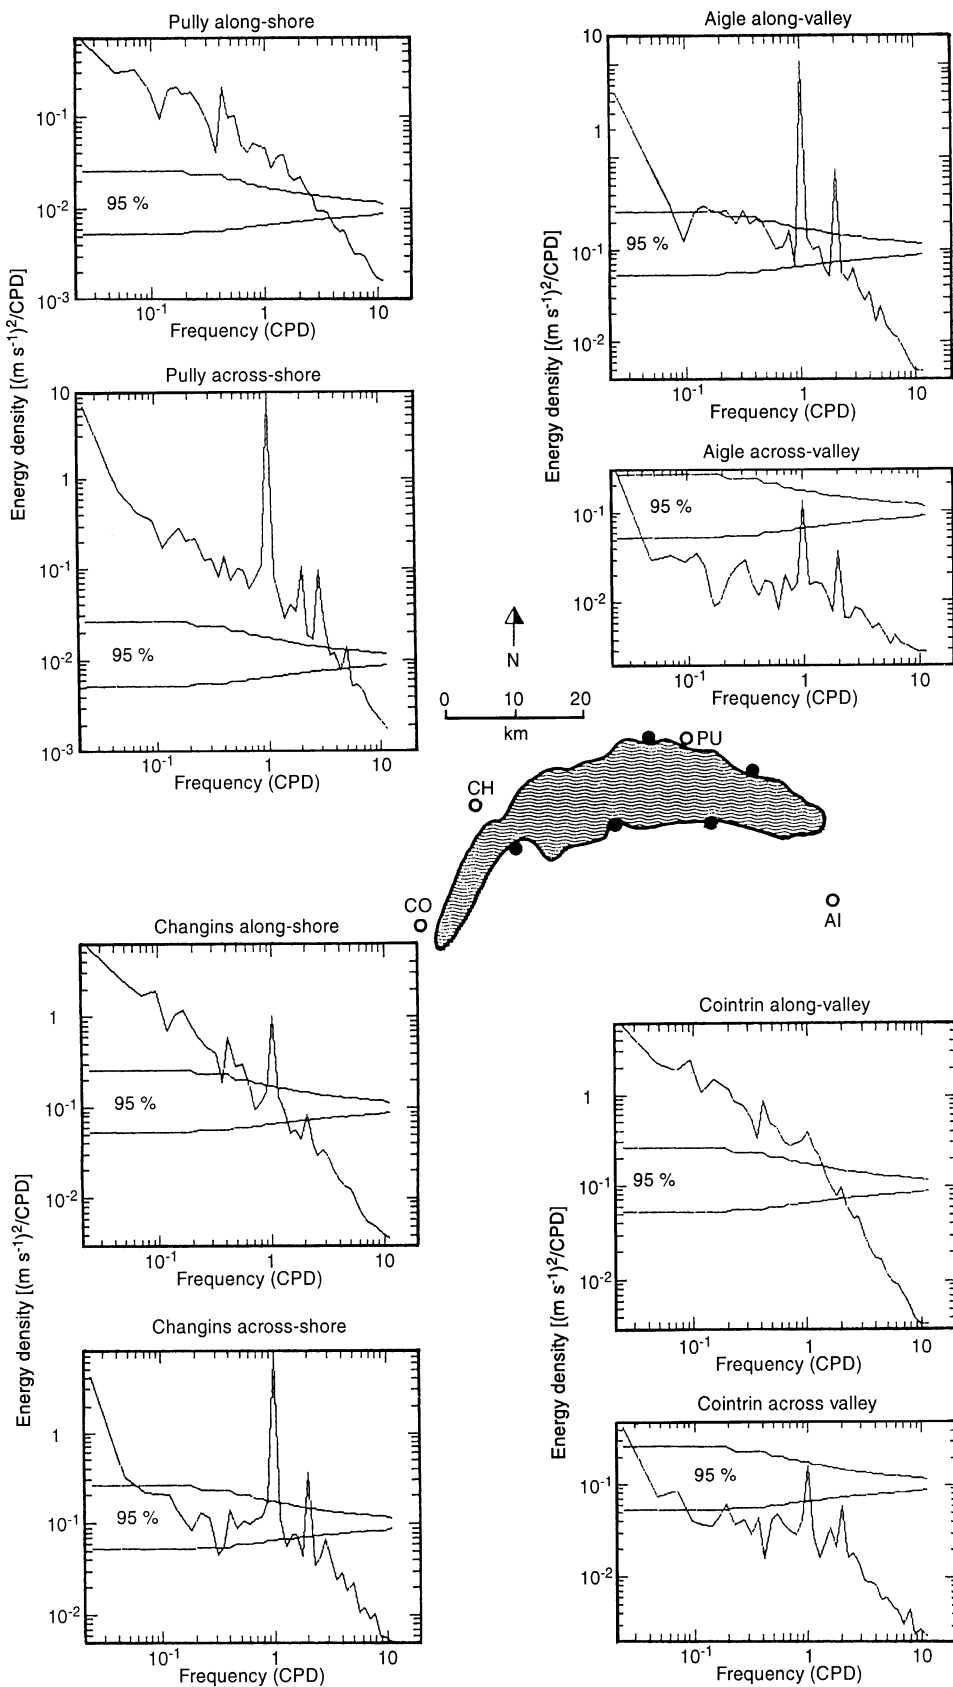 Pully along-shore
10-1
10-2
10-3
95 %
10-1
1
10
Frequency (CPD)
Energy density [(m s-1)2/CPD]
Pully across-shore
10
1
10-1
10-2
10-3
95 %
10-1
1
10
Frequency (CPD)
Aigle along-valley
10
1
10-1
10-2
95 %
10-1
1
10
Frequency (CPD)
Energy density [(m s-1)2/CPD]
Aigle across-valley
10-1
10-2
95 %
10-1
1
10
Frequency (CPD)
N
0
10
20
km
PU
CH
CO
AI
Changins along-shore
1
10-1
10-2
95 %
10-1
1
10
Frequency (CPD)
Energy density [(m s-1)2/CPD]
Changins across-shore
1
10-1
10-2
95 %
10-1
1
10
Frequency (CPD)
Cointrin along-valley
1
10-1
10-2
95 %
10-1
1
10
Frequency (CPD)
Energy density [(m s-1)2/CPD]
Cointrin across valley
10-1
10-2
95 %
10-1
1
10
Frequency (CPD)